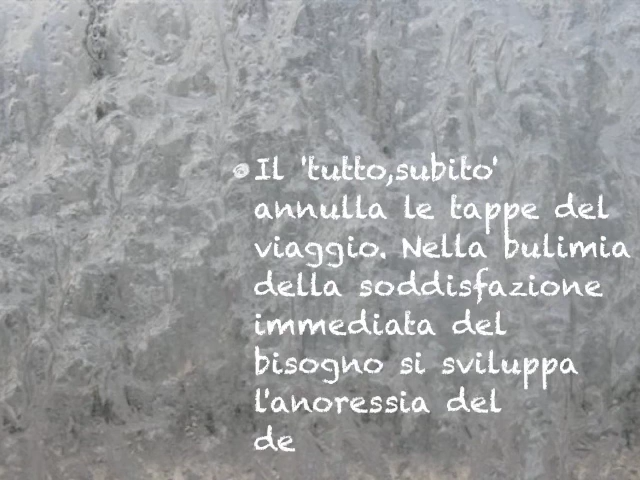 Il 'tutto,subito'
annulla le tappe del
viaggio. Nella bulimia
della soddisfazione
immediata del
bisogno si sviluppa
l'anoressia del
de